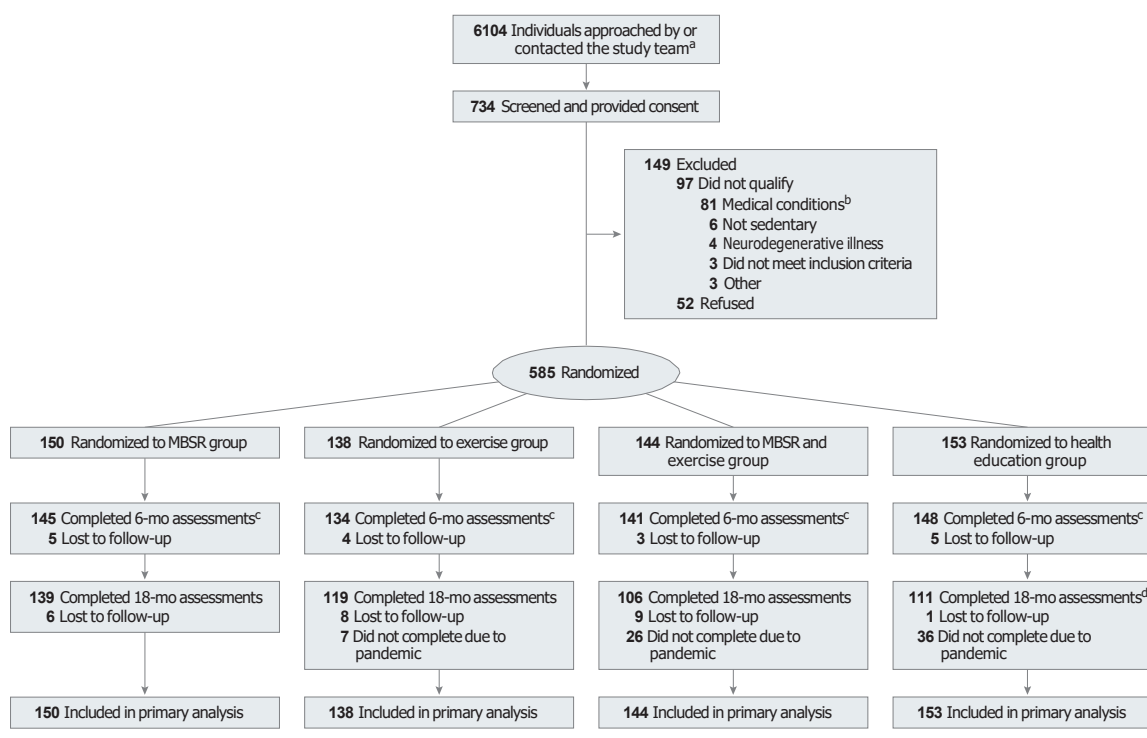 6104 Individuals approached by or
contacted the study teamᵃ
734 Screened and provided consent
149 Excluded
97 Did not qualify
81 Medical conditionsᵇ
6 Not sedentary
4 Neurodegenerative illness
3 Did not meet inclusion criteria
3 Other
52 Refused
585 Randomized
150 Randomized to MBSR group
138 Randomized to exercise group
144 Randomized to MBSR and
exercise group
153 Randomized to health
education group
145 Completed 6-mo assessmentsᶜ
5 Lost to follow-up
134 Completed 6-mo assessmentsᶜ
4 Lost to follow-up
141 Completed 6-mo assessmentsᶜ
3 Lost to follow-up
148 Completed 6-mo assessmentsᶜ
5 Lost to follow-up
139 Completed 18-mo assessments
6 Lost to follow-up
119 Completed 18-mo assessments
8 Lost to follow-up
7 Did not complete due to
pandemic
106 Completed 18-mo assessments
9 Lost to follow-up
26 Did not complete due to
pandemic
111 Completed 18-mo assessmentsᵈ
1 Lost to follow-up
36 Did not complete due to
pandemic
150 Included in primary analysis
138 Included in primary analysis
144 Included in primary analysis
153 Included in primary analysis